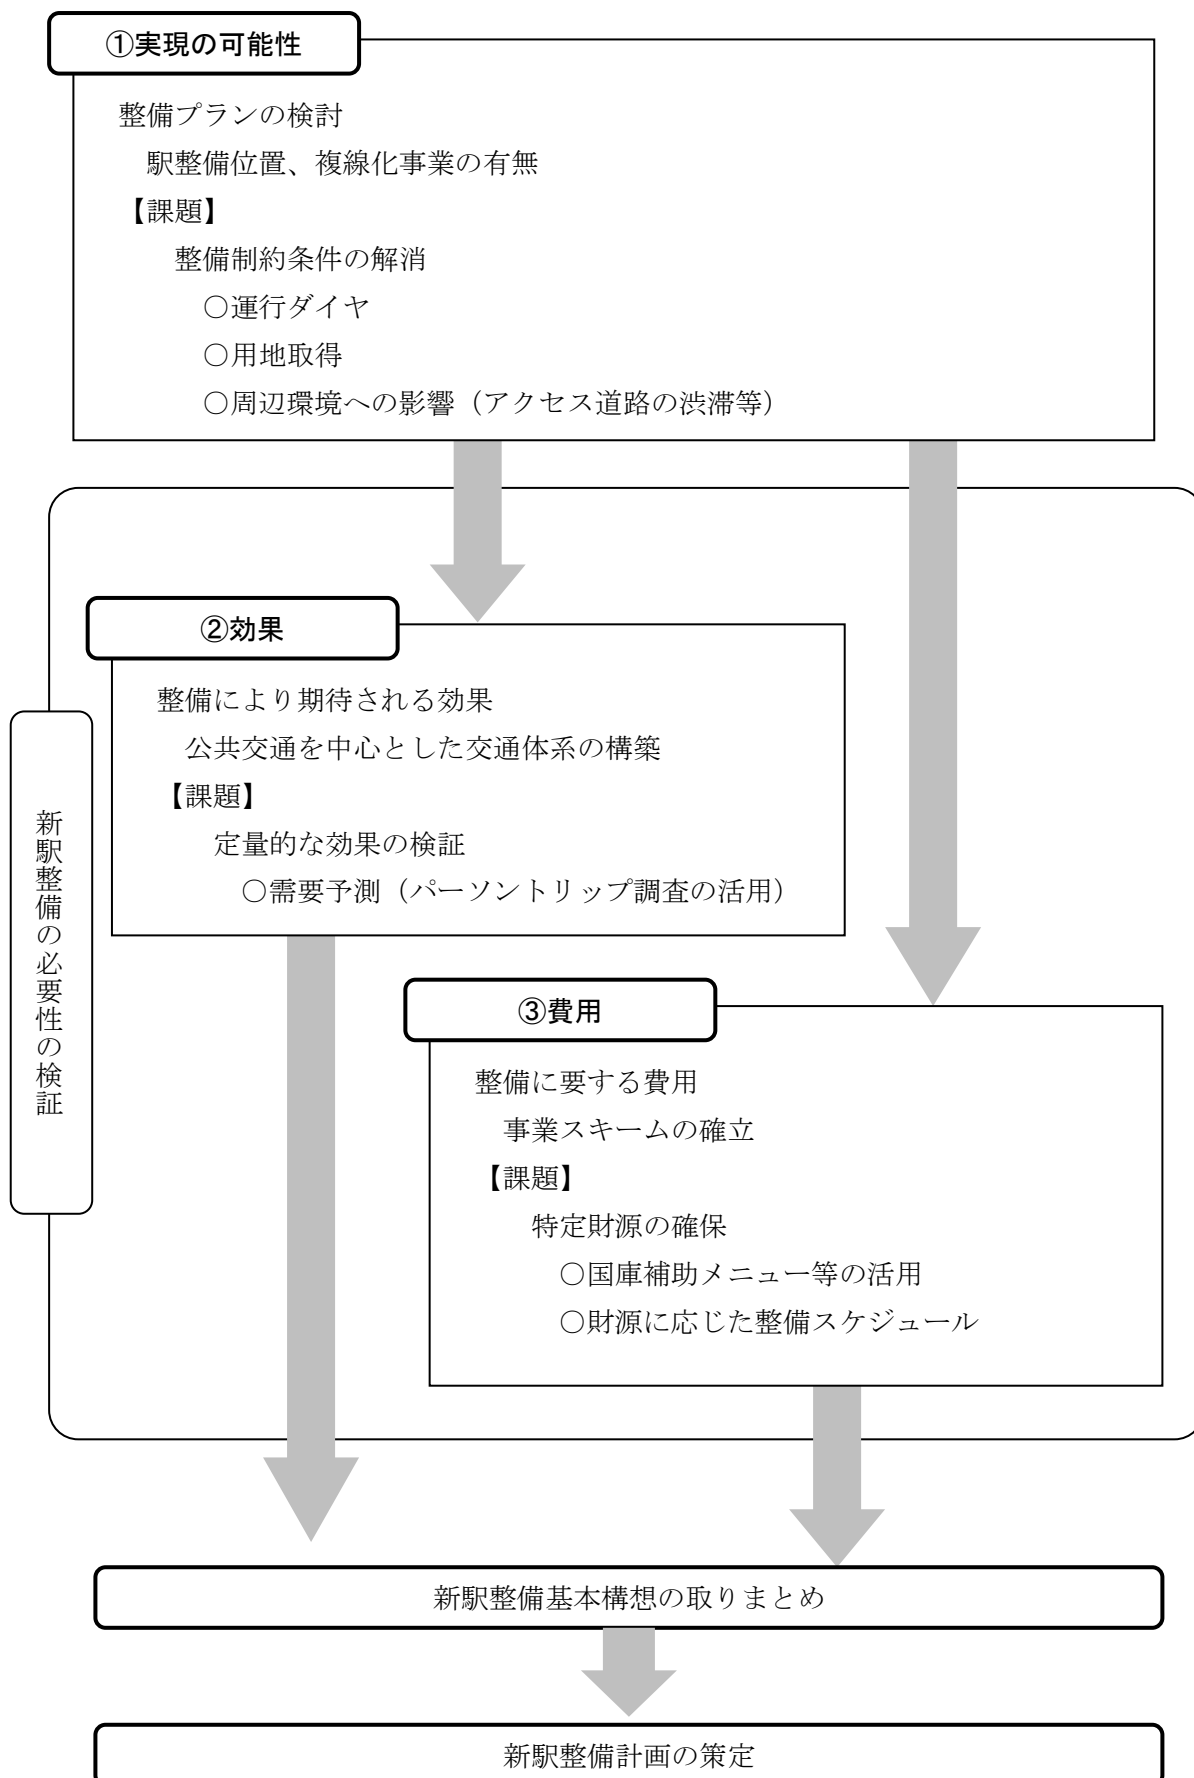 ①実現の可能性
整備プランの検討
駅整備位置、複線化事業の有無
【課題】
整備制約条件の解消
○運行ダイヤ
○用地取得
○周辺環境への影響（アクセス道路の渋滞等）
②効果
整備により期待される効果
公共交通を中心とした交通体系の構築
【課題】
定量的な効果の検証
○需要予測（パーソントリップ調査の活用）
新駅整備の必要性の検証
③費用
整備に要する費用
事業スキームの確立
【課題】
特定財源の確保
○国庫補助メニュー等の活用
○財源に応じた整備スケジュール
新駅整備基本構想の取りまとめ
新駅整備計画の策定